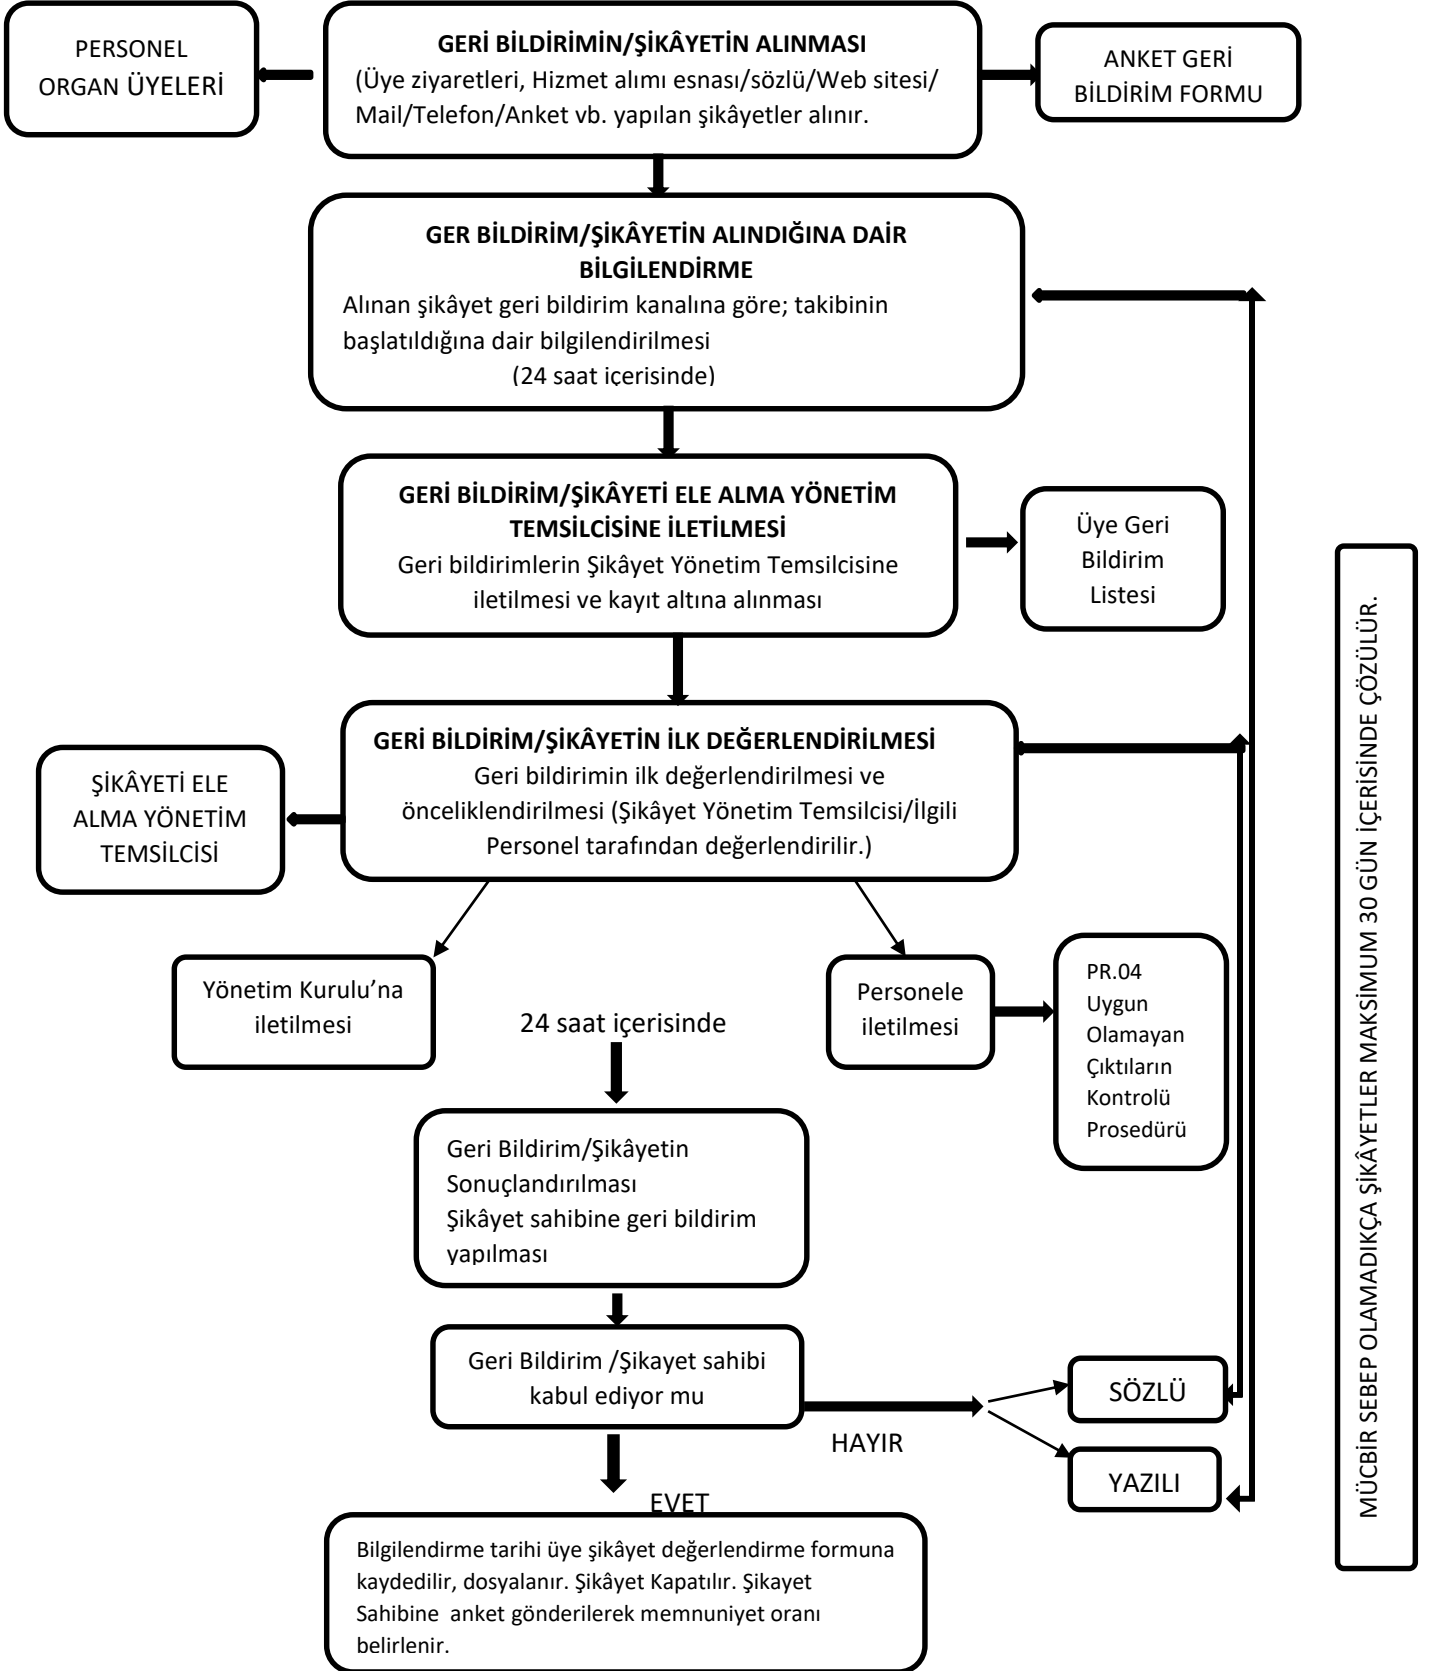 PERSONEL
ORGAN ÜYELERİ
GERİ BİLDİRİMİN/ŞİKÂYETİN ALINMASI
(Üye ziyaretleri, Hizmet alımı esnası/sözlü/Web sitesi/
Mail/Telefon/Anket vb. yapılan şikâyetler alınır.
ANKET GERİ
BİLDİRİM FORMU
GER BİLDİRİM/ŞİKÂYETİN ALINDIĞINA DAİR
BİLGİLENDİRME
Alınan şikâyet geri bildirim kanalına göre; takibinin
başlatıldığına dair bilgilendirilmesi
(24 saat içerisinde)
GERİ BİLDİRİM/ŞİKÂYETİ ELE ALMA YÖNETİM
TEMSİLCİSİNE İLETİLMESİ
Geri bildirimlerin Şikâyet Yönetim Temsilcisine
iletilmesi ve kayıt altına alınması
Üye Geri
Bildirim
Listesi
GERİ BİLDİRİM/ŞİKÂYETİN İLK DEĞERLENDİRİLMESİ
Geri bildirimin ilk değerlendirilmesi ve
önceliklendirilmesi (Şikâyet Yönetim Temsilcisi/İlgili
Personel tarafından değerlendirilir.)
ŞİKÂYETİ ELE
ALMA YÖNETİM
TEMSİLCİSİ
Yönetim Kurulu’na
iletilmesi
24 saat içerisinde
Personele
iletilmesi
PR.04
Uygun
Olamayan
Çıktıların
Kontrolü
Prosedürü
Geri Bildirim/Şikâyetin
Sonuçlandırılması
Şikâyet sahibine geri bildirim
yapılması
Geri Bildirim /Şikayet sahibi
kabul ediyor mu
HAYIR
SÖZLÜ
YAZILI
EVET
Bilgilendirme tarihi üye şikâyet değerlendirme formuna
kaydedilir, dosyalanır. Şikâyet Kapatılır. Şikayet
Sahibine anket gönderilerek memnuniyet oranı
belirlenir.
MÜCBİR SEBEP OLAMADIKÇA ŞİKÂYETLER MAKSİMUM 30 GÜN İÇERİSİNDE ÇÖZÜLÜR.